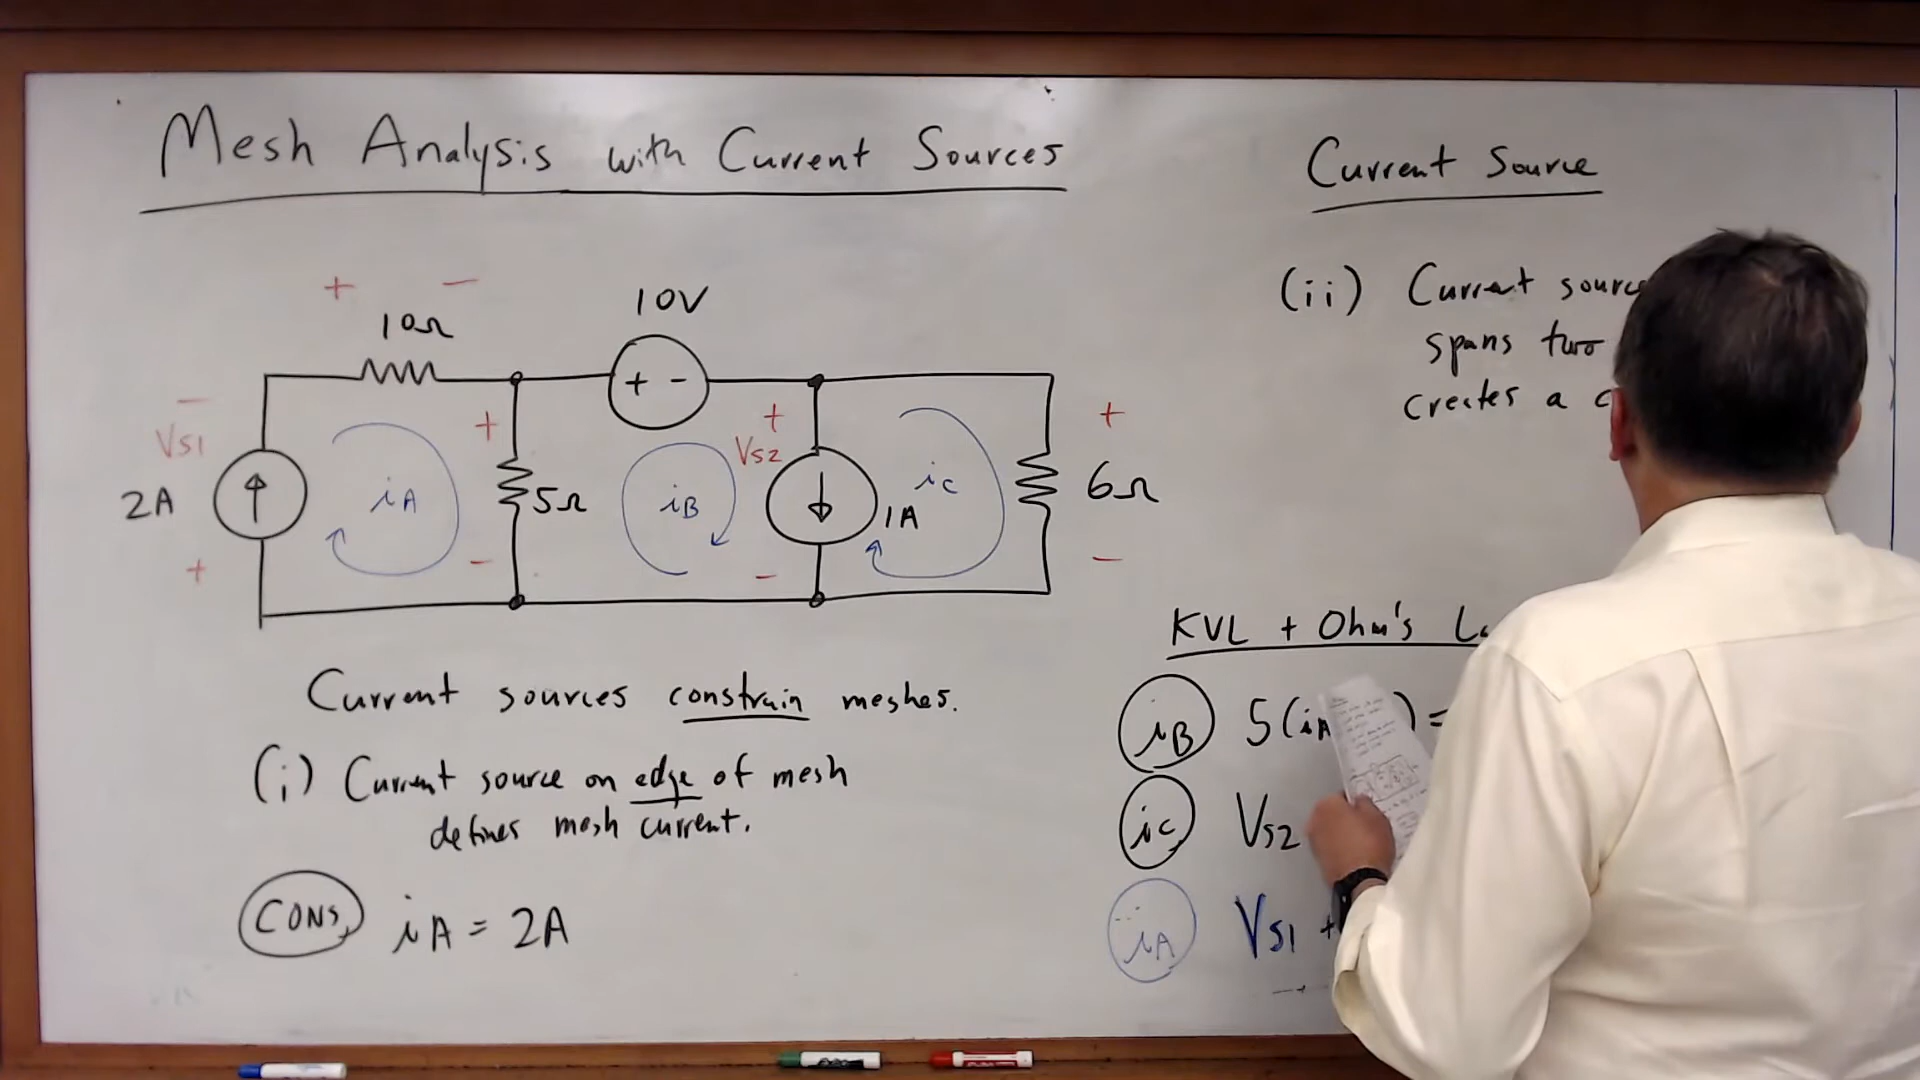 Mesh Analysis with Current Sources
+ -
10Ω
10V
+ -
-
VS1
2A
+
iA
+
5Ω
-
iB
+
VS2
-
1A
iC
+
6Ω
-
Current sources constrain meshes.
(i) Current source on edge of mesh
defines mesh current.
CONS. iA = 2A
Current Source
(ii) Current source
spans two
creates a
KVL + Ohm's
iB 5(iA ) =
iC VS2
iA VS1 +